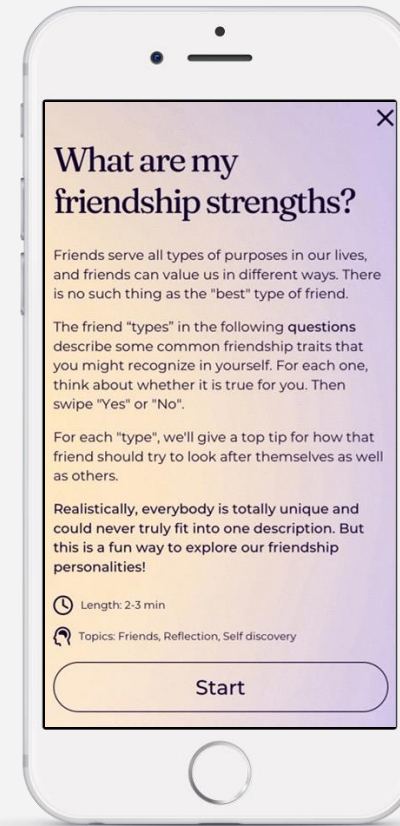 What are my
friendship strengths?
Friends serve all types of purposes in our lives,
and friends can value us in different ways. There
is no such thing as the "best" type of friend.
The friend “types” in the following questions
describe some common friendship traits that
you might recognize in yourself. For each one,
think about whether it is true for you. Then
swipe "Yes" or "No".
For each "type", we'll give a top tip for how that
friend should try to look after themselves as well
as others.
Realistically, everybody is totally unique and
could never truly fit into one description. But
this is a fun way to explore our friendship
personalities!
Length: 2-3 min
Topics: Friends, Reflection, Self discovery
Start